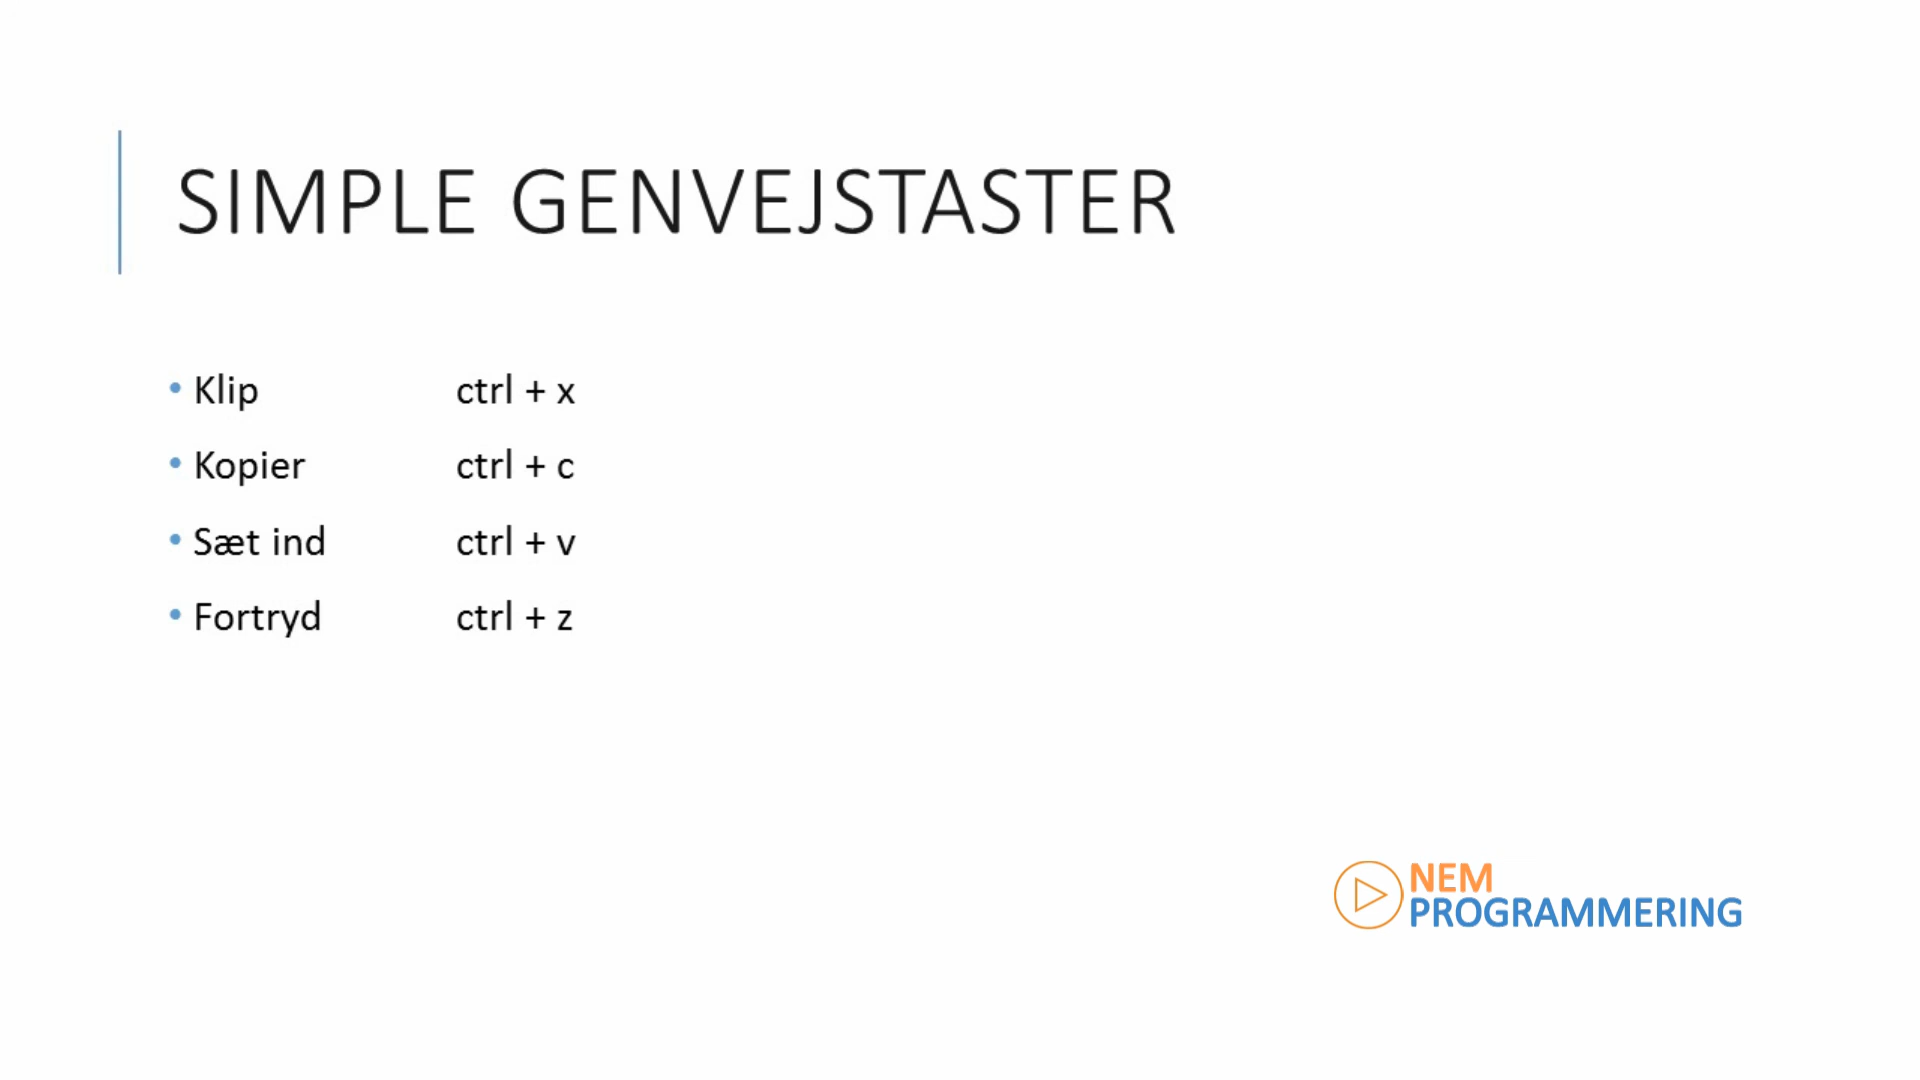 SIMPLE GENVEJSTASTER
• Klip ctrl + x
• Kopier ctrl + c
• Sæt ind ctrl + v
• Fortryd ctrl + z
NEM
PROGRAMMERING